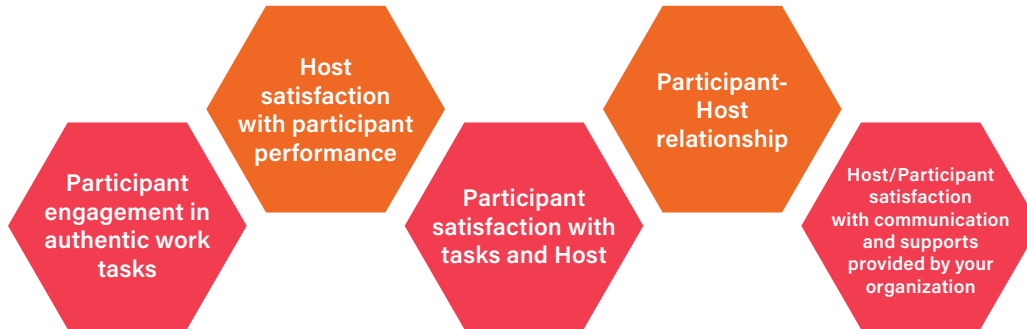 Participant
engagement in
authentic work
tasks
Host
satisfaction
with participant
performance
Participant
satisfaction with
tasks and Host
Participant-
Host
relationship
Host/Participant
satisfaction
with communication
and supports
provided by your
organization